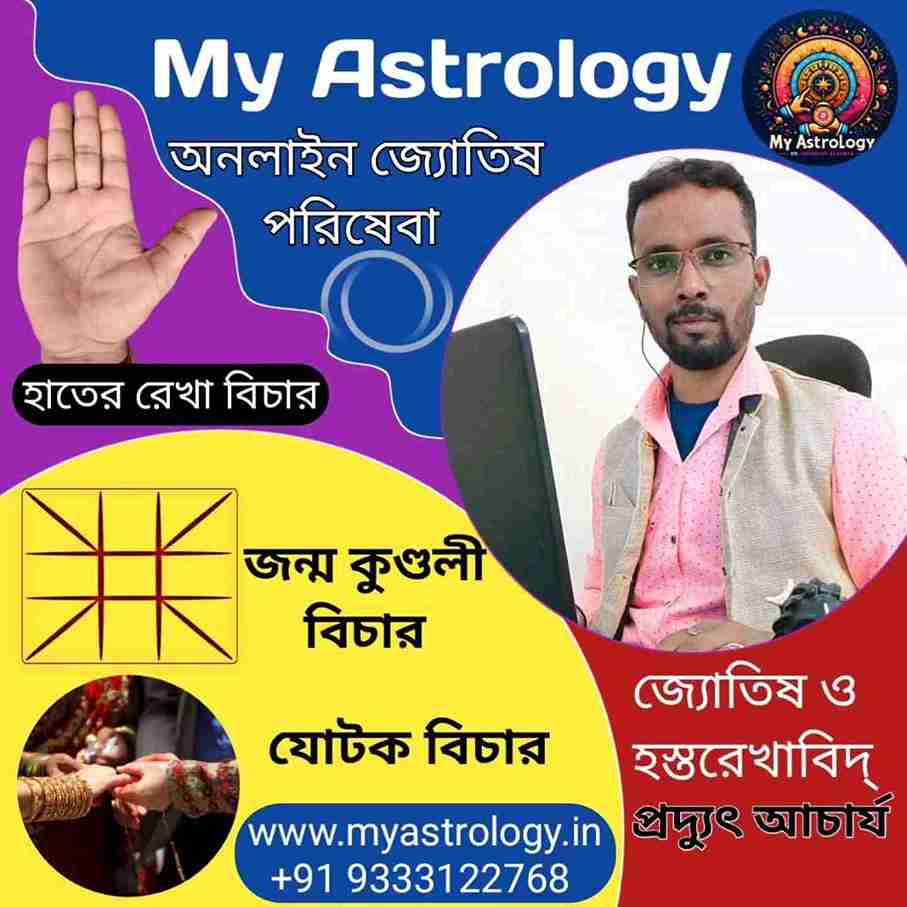 My Astrology
My Astrology
অনলাইন জ্যোতিষ
পরিষেবা
হাতের রেখা বিচার
জন্ম কুণ্ডলী
বিচার
যোটক বিচার
জ্যোতিষ ও
হস্তরেখাবিদ্
প্রদ্যুৎ আচার্য
www.myastrology.in
+91 9333122768